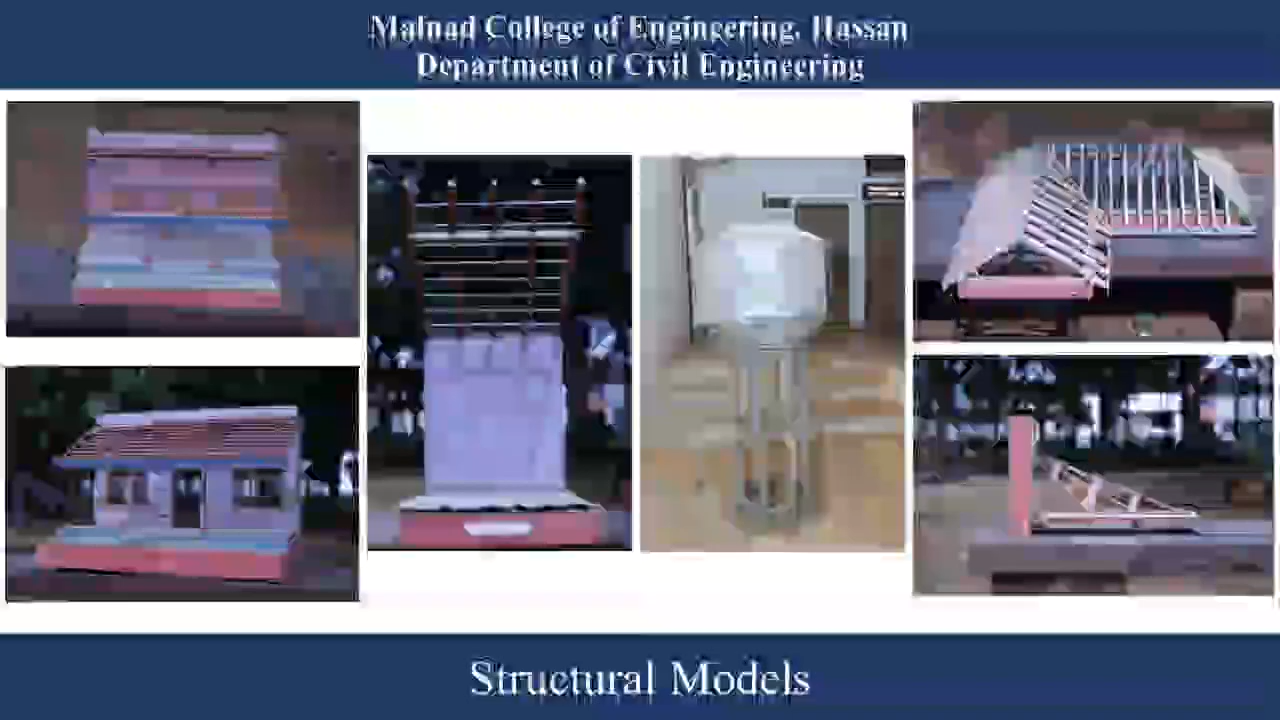 Malnad College of Engineering, Hassan
Department of Civil Engineering
Structural Models